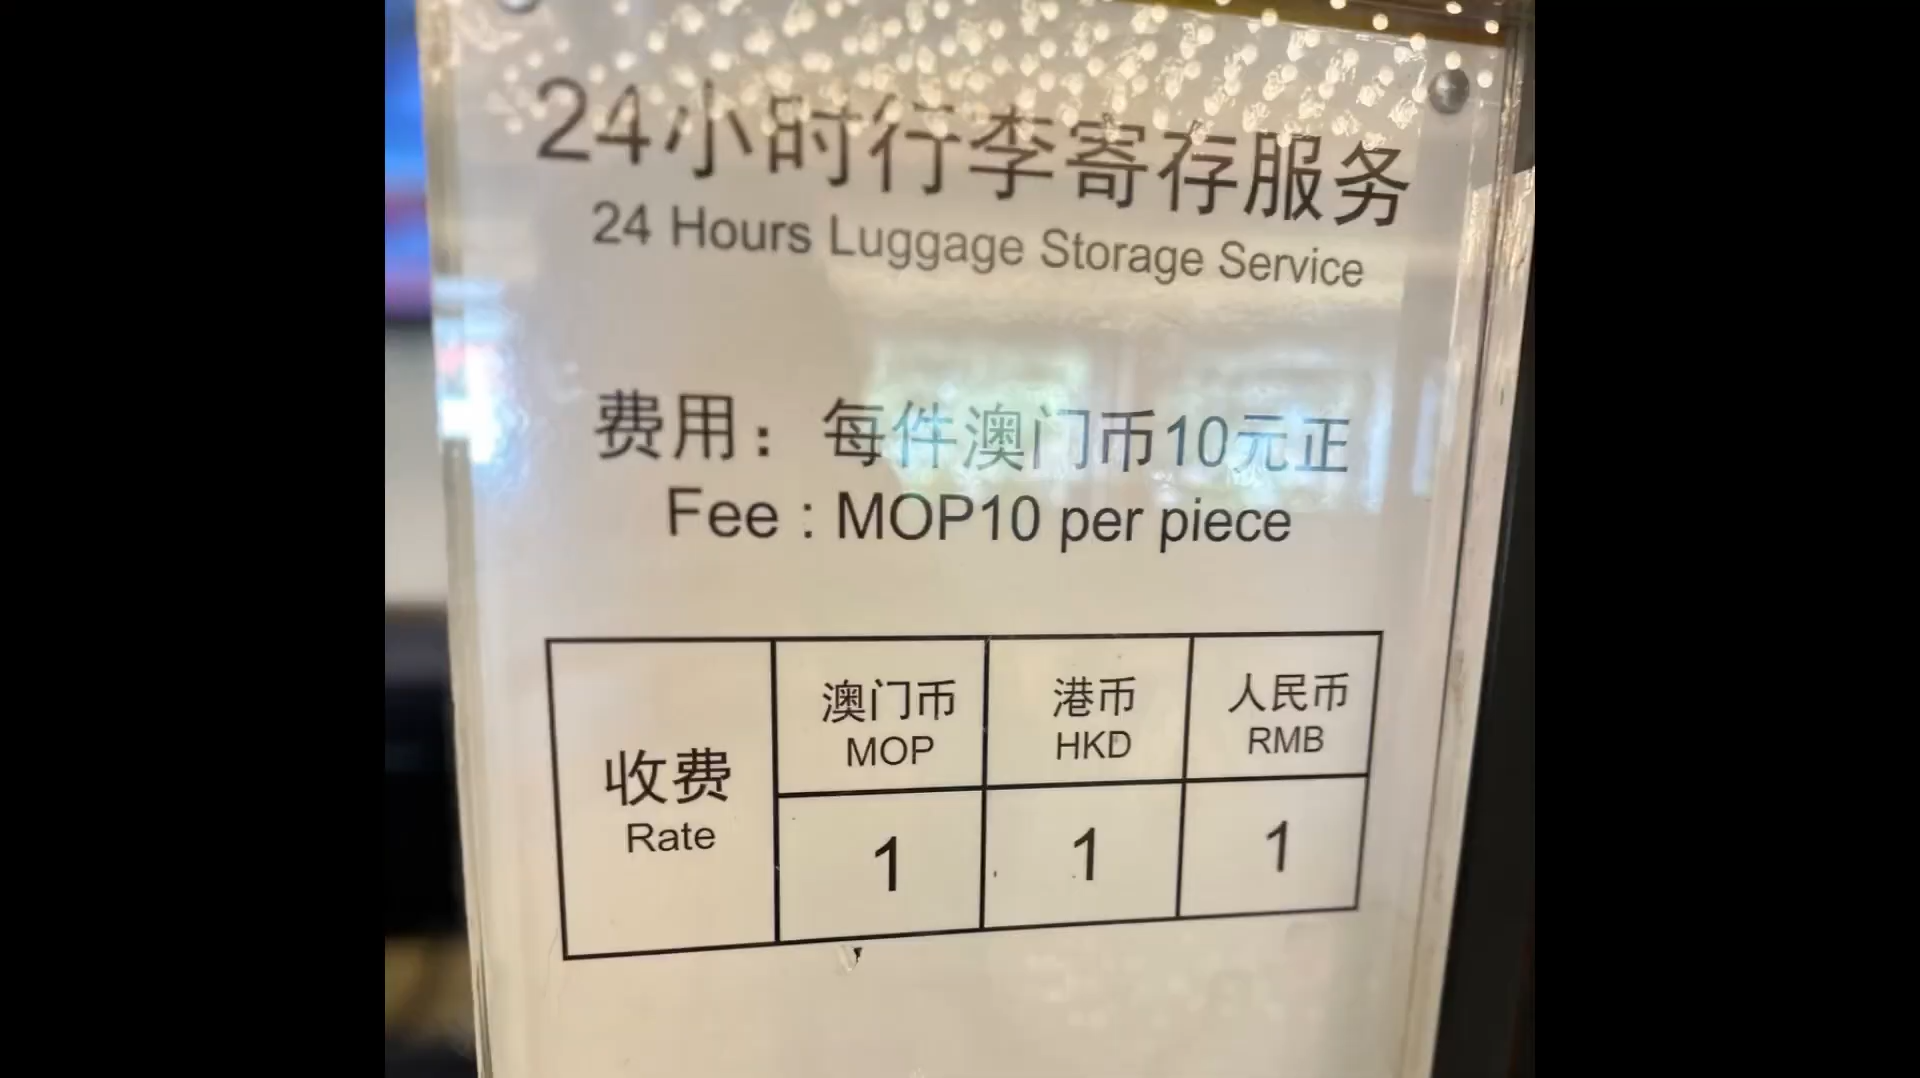 24小时行李寄存服务
24 Hours Luggage Storage Service
费用：每件澳门币10元正
Fee : MOP10 per piece
收费
Rate
澳门币
MOP
港币
HKD
人民币
RMB
1
1
1